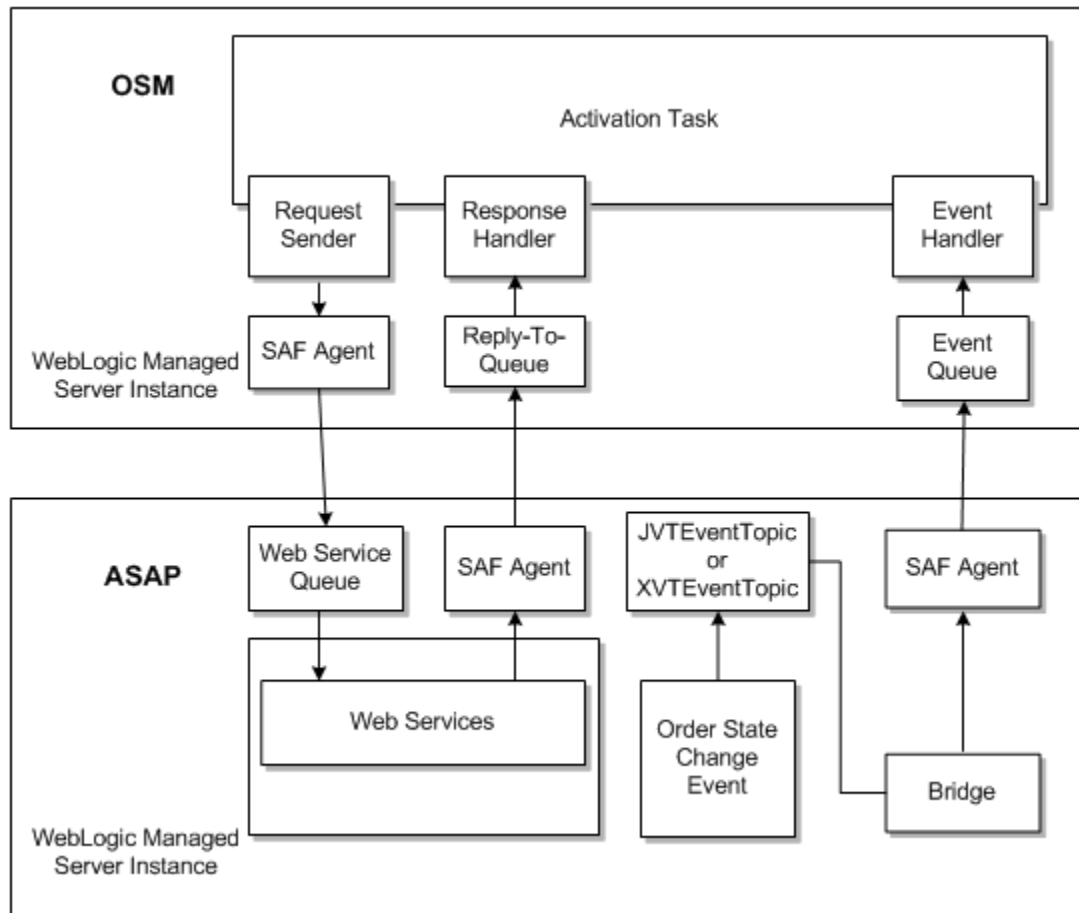 OSM
Activation Task
Request
Sender
Response
Handler
Event
Handler
SAF Agent
Reply-To-
Queue
Event
Queue
WebLogic Managed
Server Instance
ASAP
Web Service
Queue
SAF Agent
JVTEventTopic
or
XVTEventTopic
SAF Agent
Web Services
Order State
Change
Event
Bridge
WebLogic Managed
Server Instance